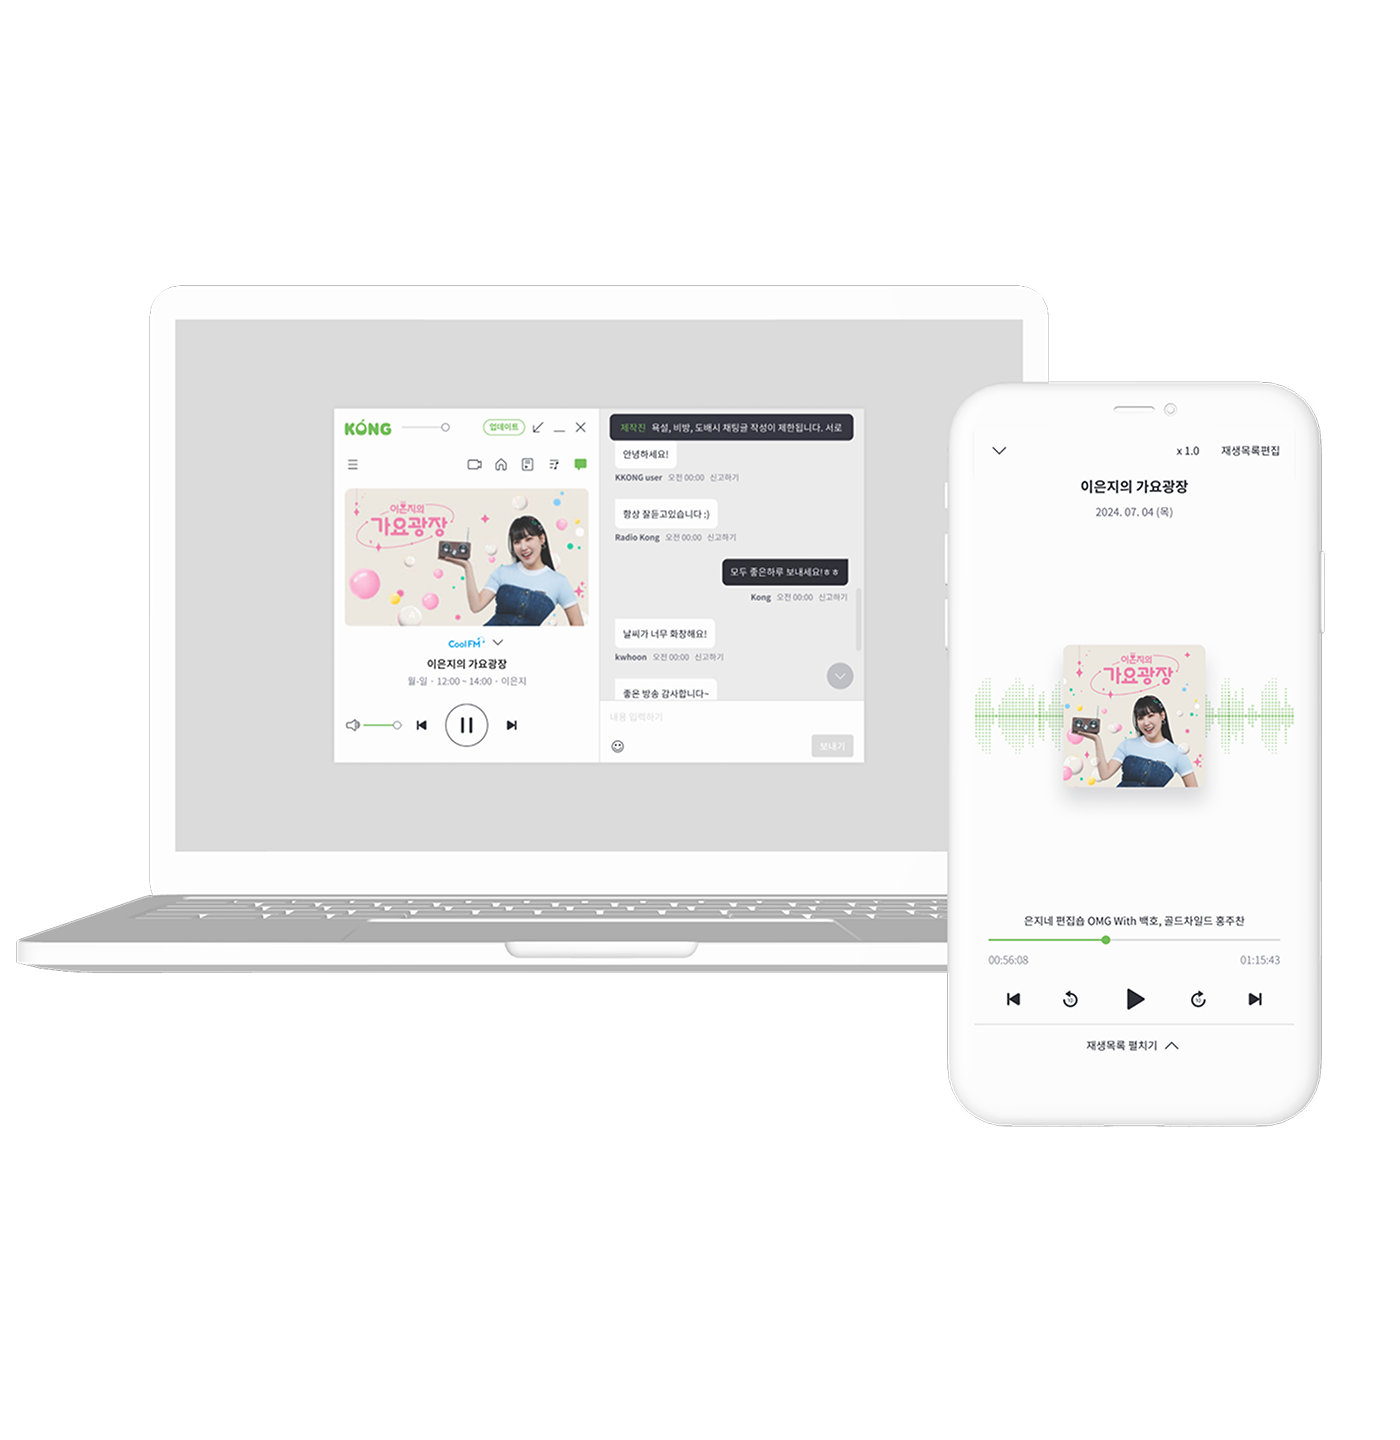 KONG
업데이트
이은지의
가요광장
Cool FM
이은지의 가요광장
월-일 · 12:00 ~ 14:00 · 이은지
제작진 욕설, 비방, 도배시 채팅글 작성이 제한됩니다. 서로
안녕하세요!
KKONG user 오전 00:00 신고하기
항상 잘듣고있습니다 :)
Radio Kong 오전 00:00 신고하기
모두 좋은하루 보내세요!ㅎㅎ
Kong 오전 00:00 신고하기
날씨가 너무 화창해요!
kwhoon 오전 00:00 신고하기
좋은 방송 감사합니다~
내용 입력하기
보내기
x 1.0 재생목록편집
이은지의 가요광장
2024. 07. 04 (목)
이은지의
가요광장
은지네 편집숍 OMG With 백호, 골드차일드 홍주찬
00:56:08 01:15:43
10 10
재생목록 펼치기